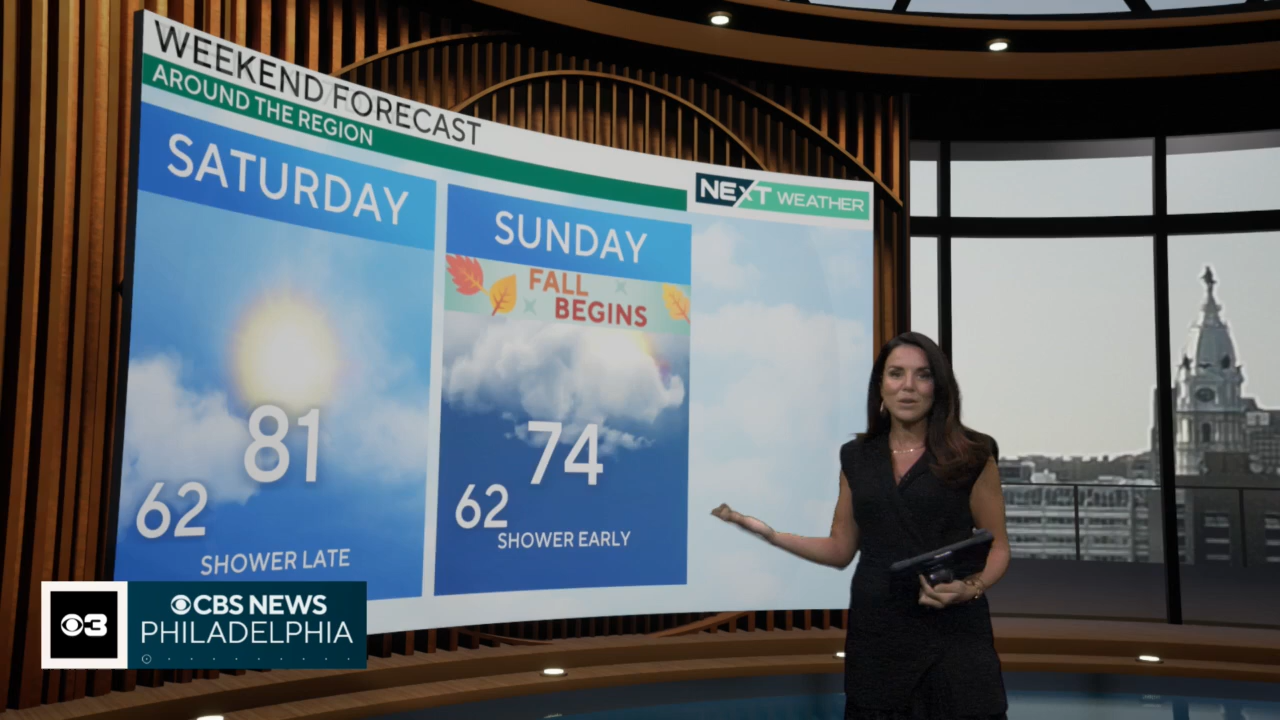 WEEKEND FORECAST
AROUND THE REGION
NEXT WEATHER
SATURDAY
81
62
SHOWER LATE
SUNDAY
FALL
BEGINS
74
62
SHOWER EARLY
3
CBS NEWS
PHILADELPHIA